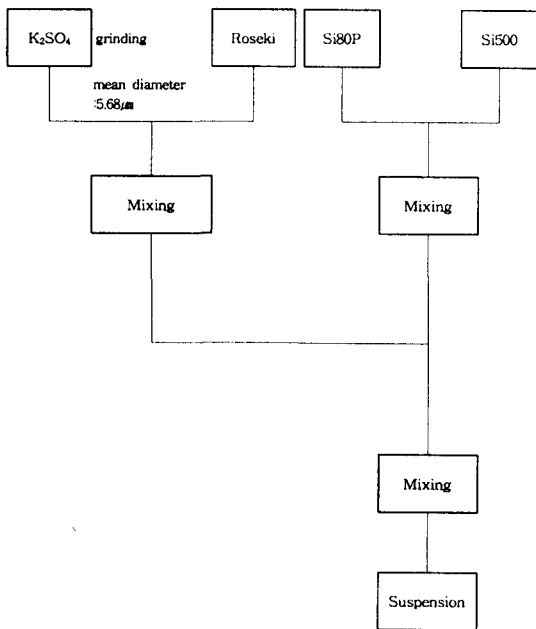 K₂SO₄ grinding Roseki Si80P Si500
mean diameter
:5.68㎛
Mixing Mixing
Mixing
Suspension